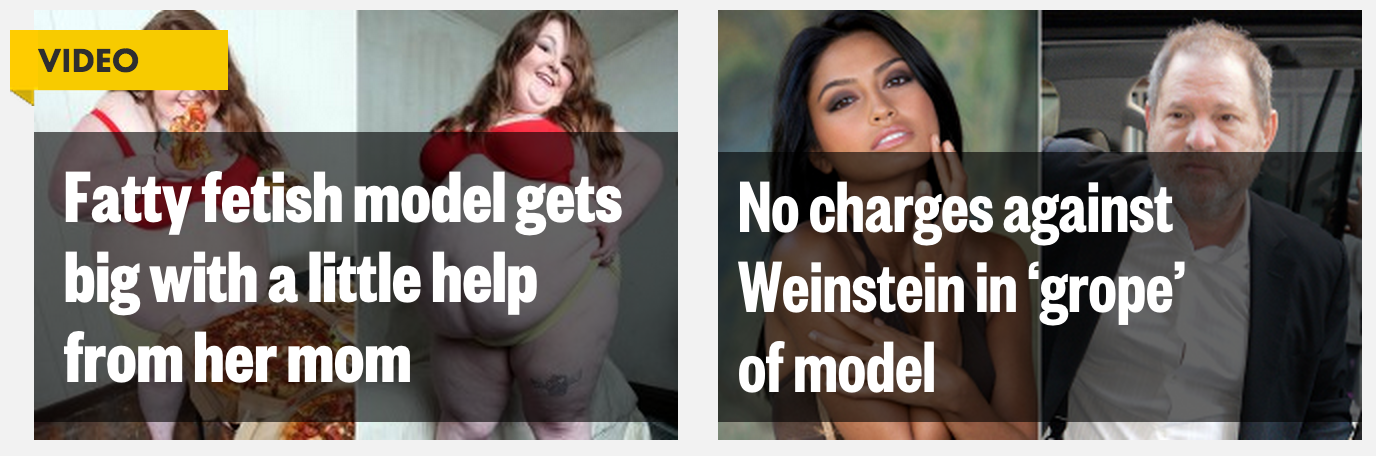 VIDEO
Fatty fetish model gets
big with a little help
from her mom
No charges against
Weinstein in ‘grope’
of model